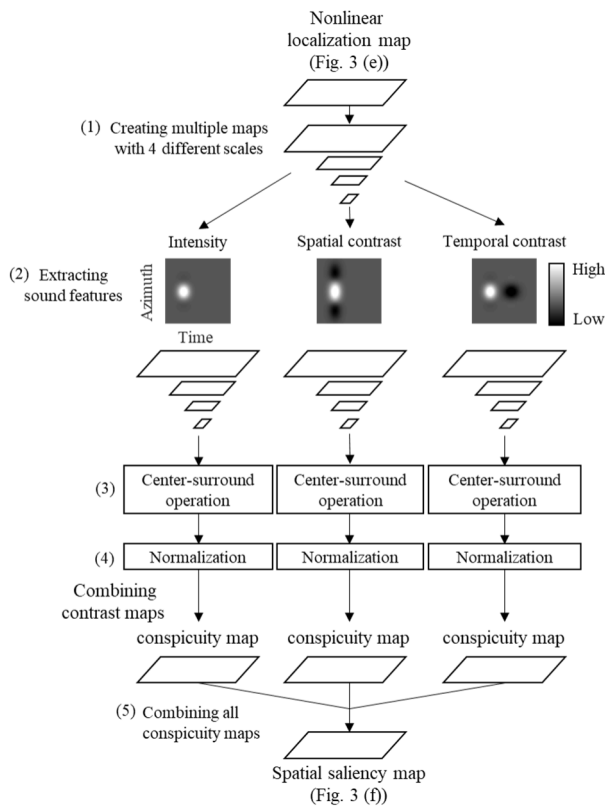 Nonlinear
localization map
(Fig. 3 (e))
(1) Creating multiple maps
with 4 different scales
Intensity
Spatial contrast
Temporal contrast
(2) Extracting
sound features
Azimuth
Time
High
Low
(3)
Center-surround
operation
Center-surround
operation
Center-surround
operation
(4)
Normalization
Normalization
Normalization
Combining
contrast maps
conspicuity map
conspicuity map
conspicuity map
(5) Combining all
conspicuity maps
Spatial saliency map
(Fig. 3 (f))